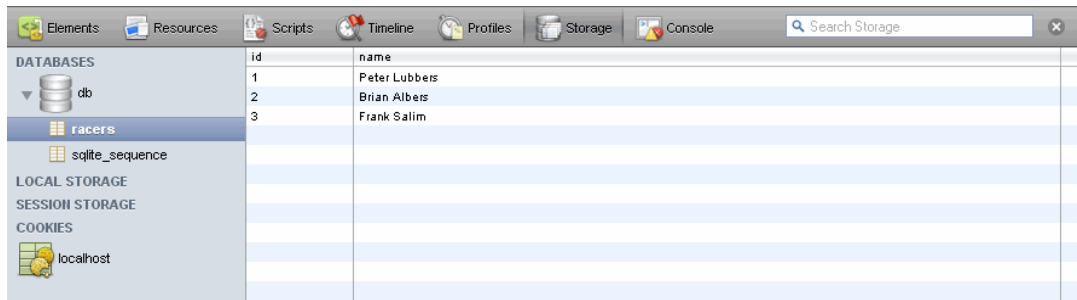 Elements Resources Scripts Timeline Profiles Storage Console Search Storage
DATABASES
db
racers
sqlite_sequence
LOCAL STORAGE
SESSION STORAGE
COOKIES
localhost
id name
1 Peter Lubbers
2 Brian Albers
3 Frank Salim